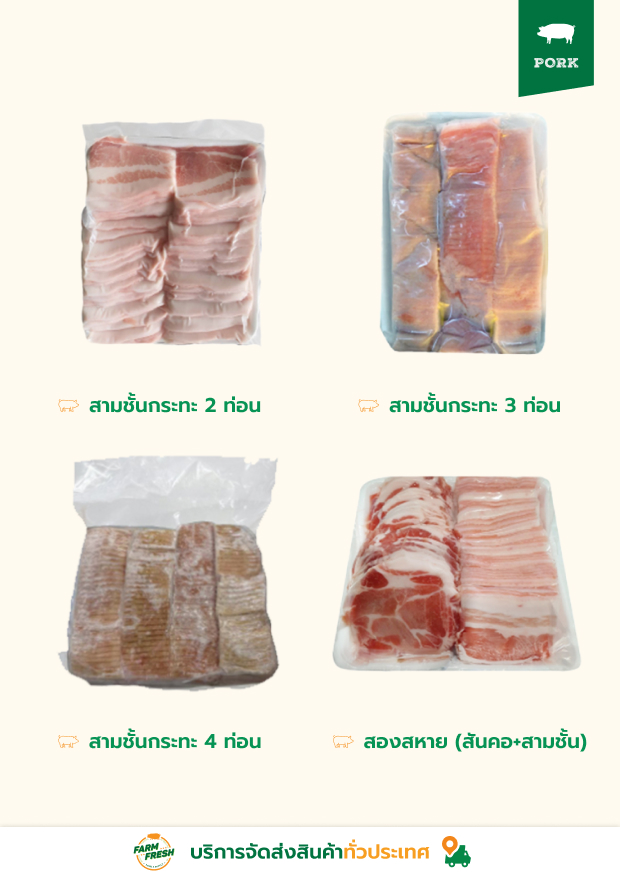 PORK
สามชั้นกระทะ 2 ท่อน
สามชั้นกระทะ 3 ท่อน
สามชั้นกระทะ 4 ท่อน
สองสหาย (สันคอ+สามชั้น)
FARM
FRESH
บริการจัดส่งสินค้าทั่วประเทศ